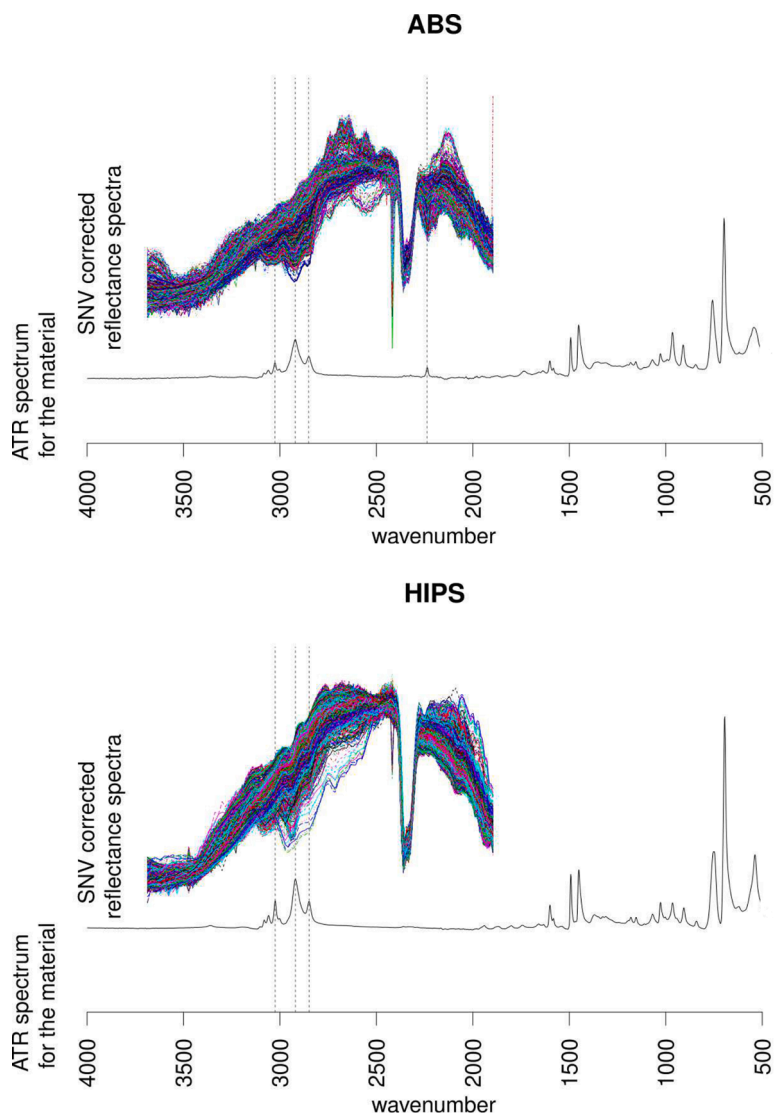 ABS
SNV corrected
reflectance spectra
ATR spectrum
for the material
4000
3500
3000
2500
2000
1500
1000
500
wavenumber
HIPS
SNV corrected
reflectance spectra
ATR spectrum
for the material
4000
3500
3000
2500
2000
1500
1000
500
wavenumber